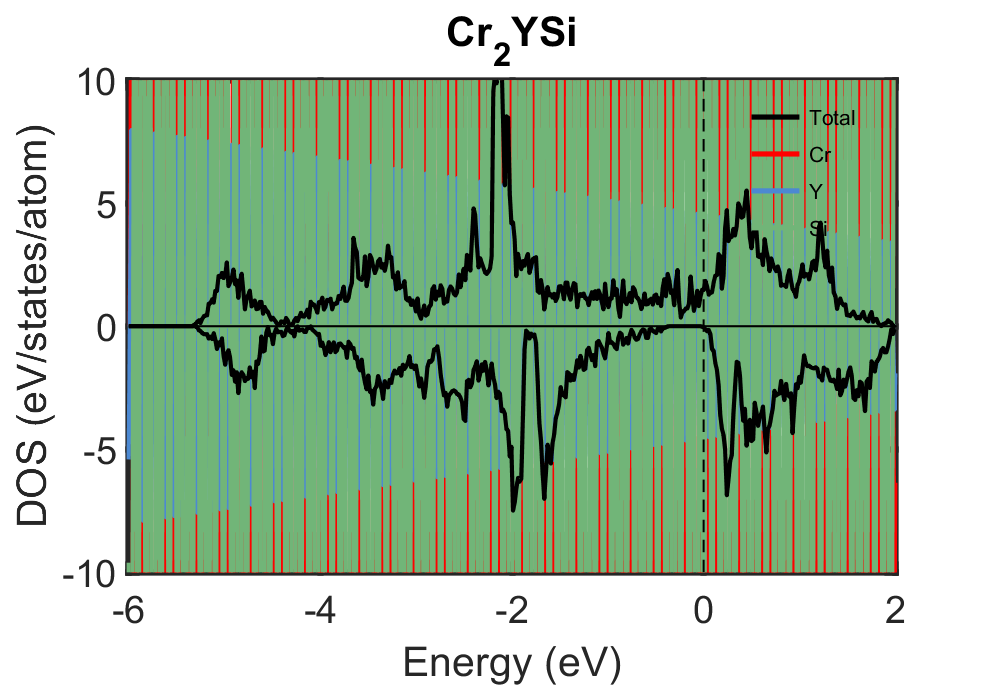 Cr2YSi
10
5
0
-5
-10
DOS (eV/states/atom)
Total
Cr
Y
Si
-6 -4 -2 0 2
Energy (eV)